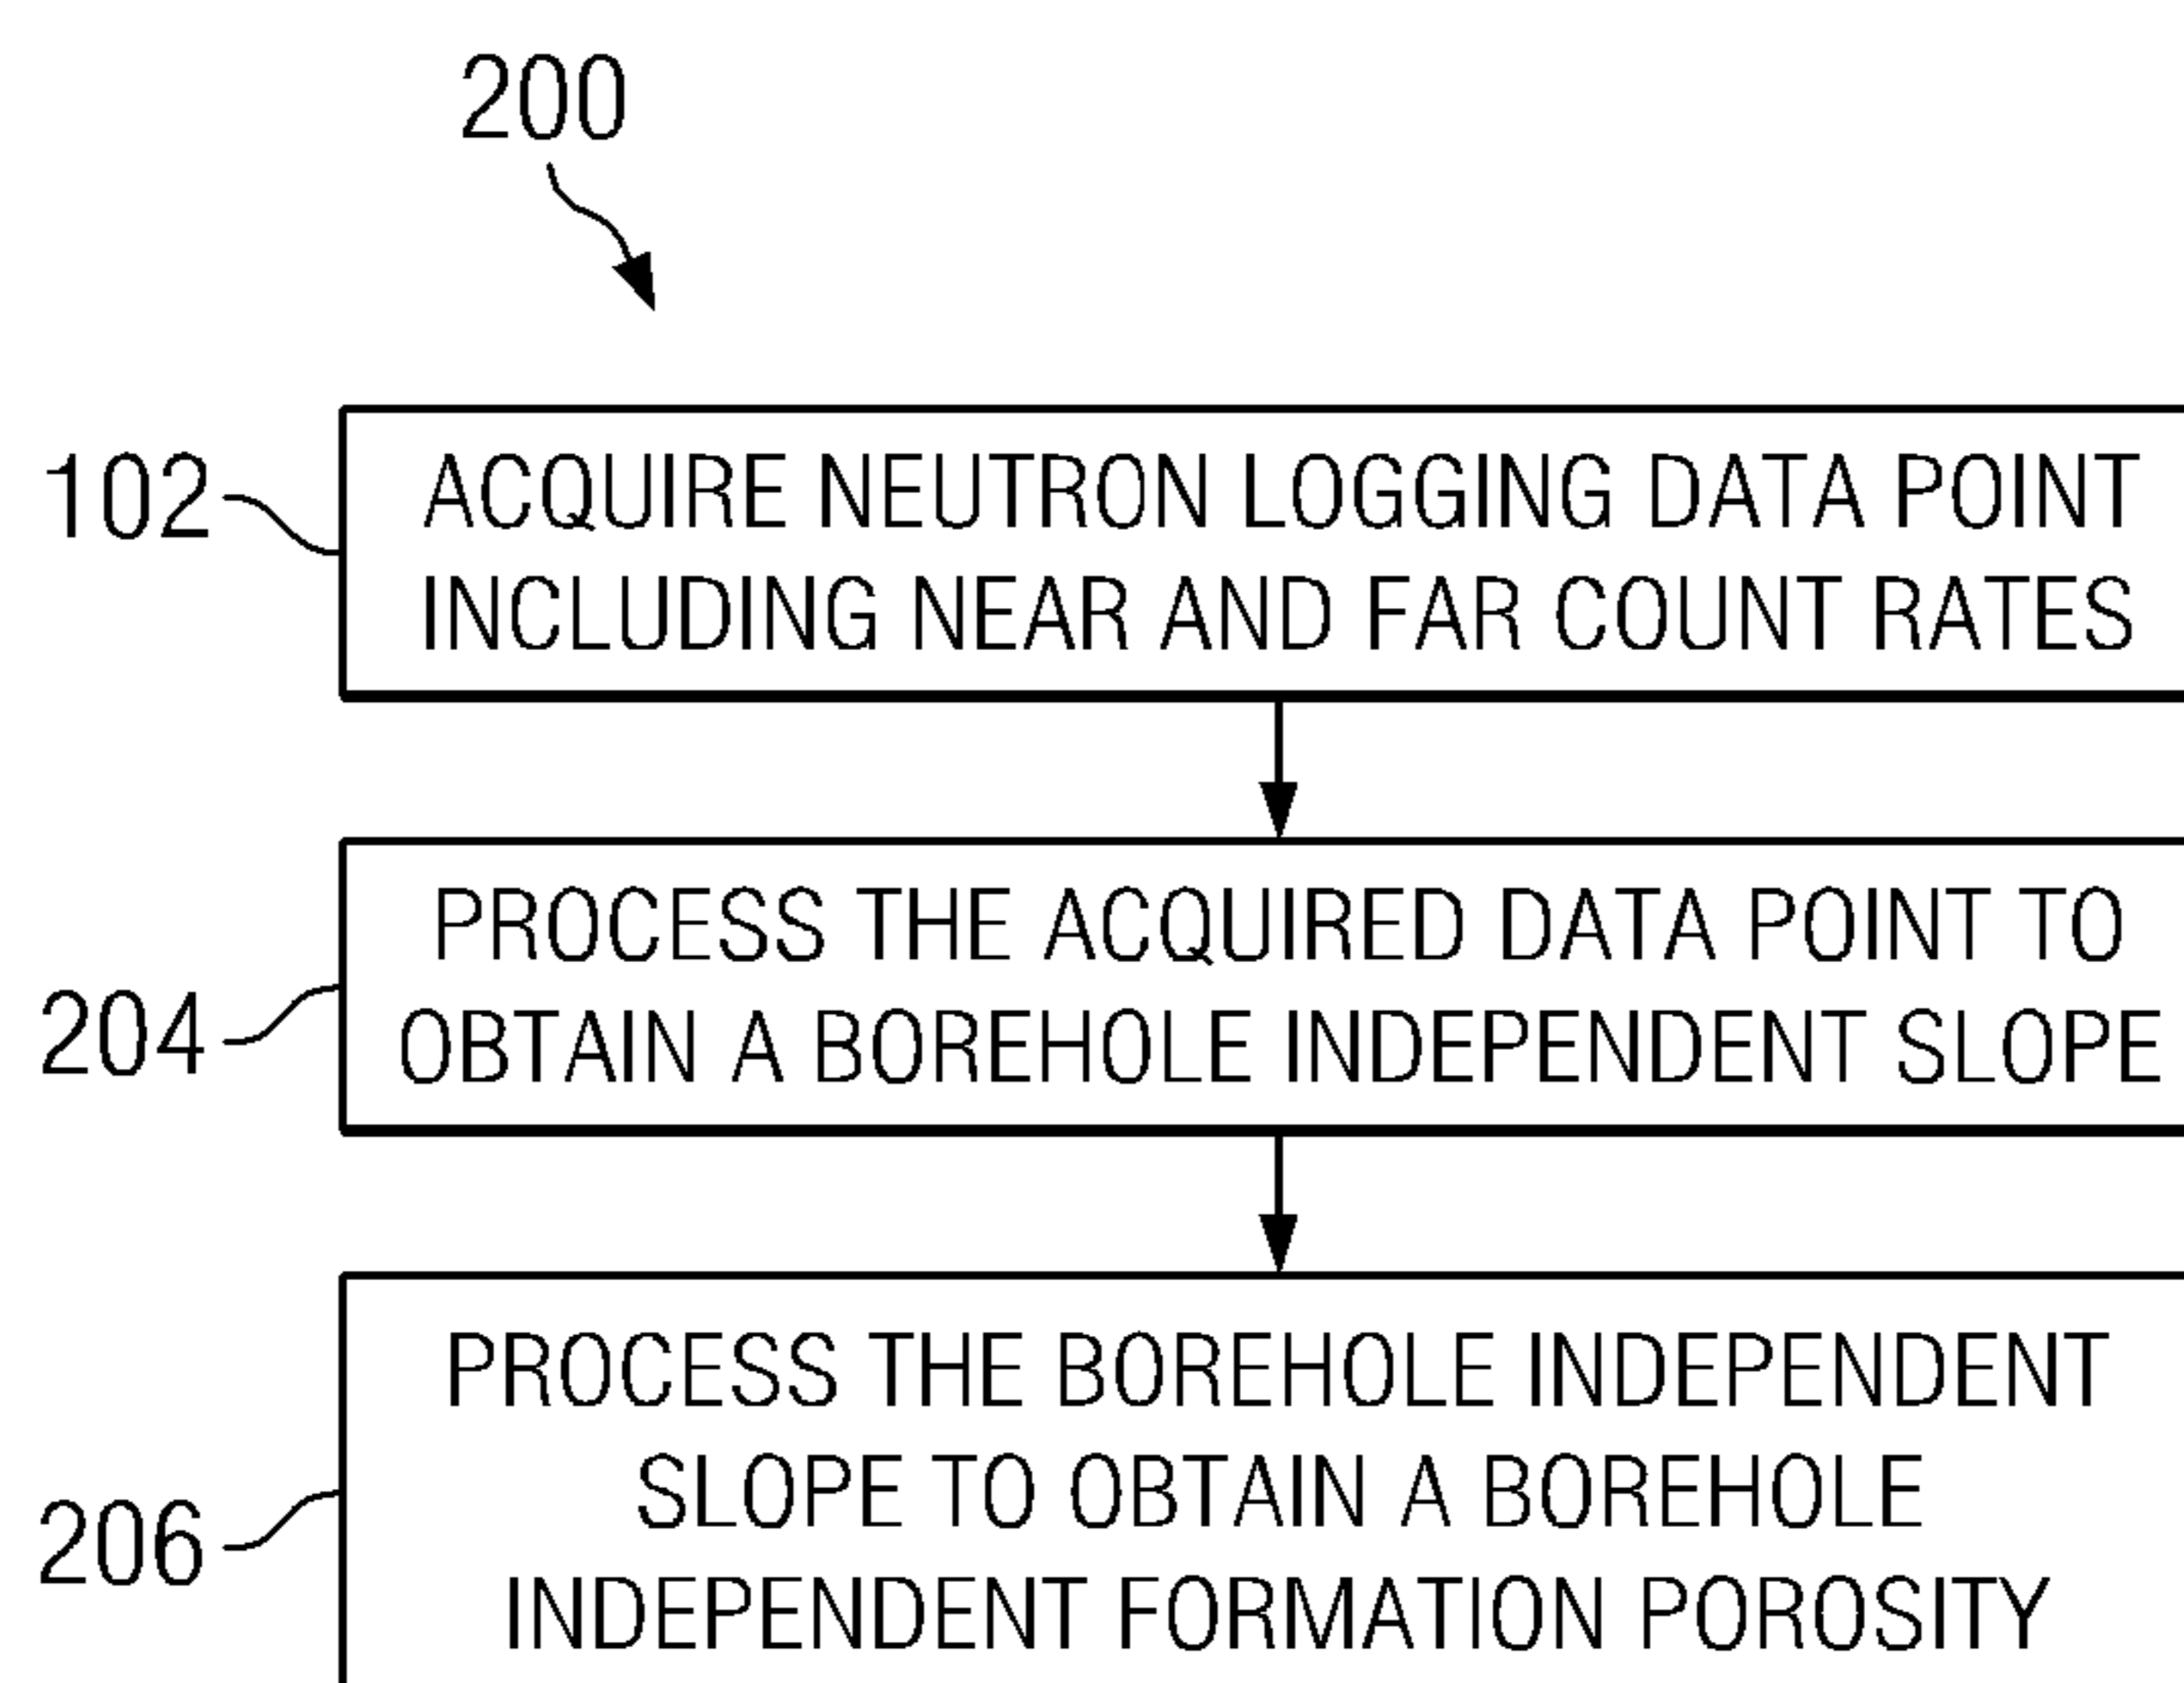 200
102
ACQUIRE NEUTRON LOGGING DATA POINT
INCLUDING NEAR AND FAR COUNT RATES
204
PROCESS THE ACQUIRED DATA POINT TO
OBTAIN A BOREHOLE INDEPENDENT SLOPE
206
PROCESS THE BOREHOLE INDEPENDENT
SLOPE TO OBTAIN A BOREHOLE
INDEPENDENT FORMATION POROSITY